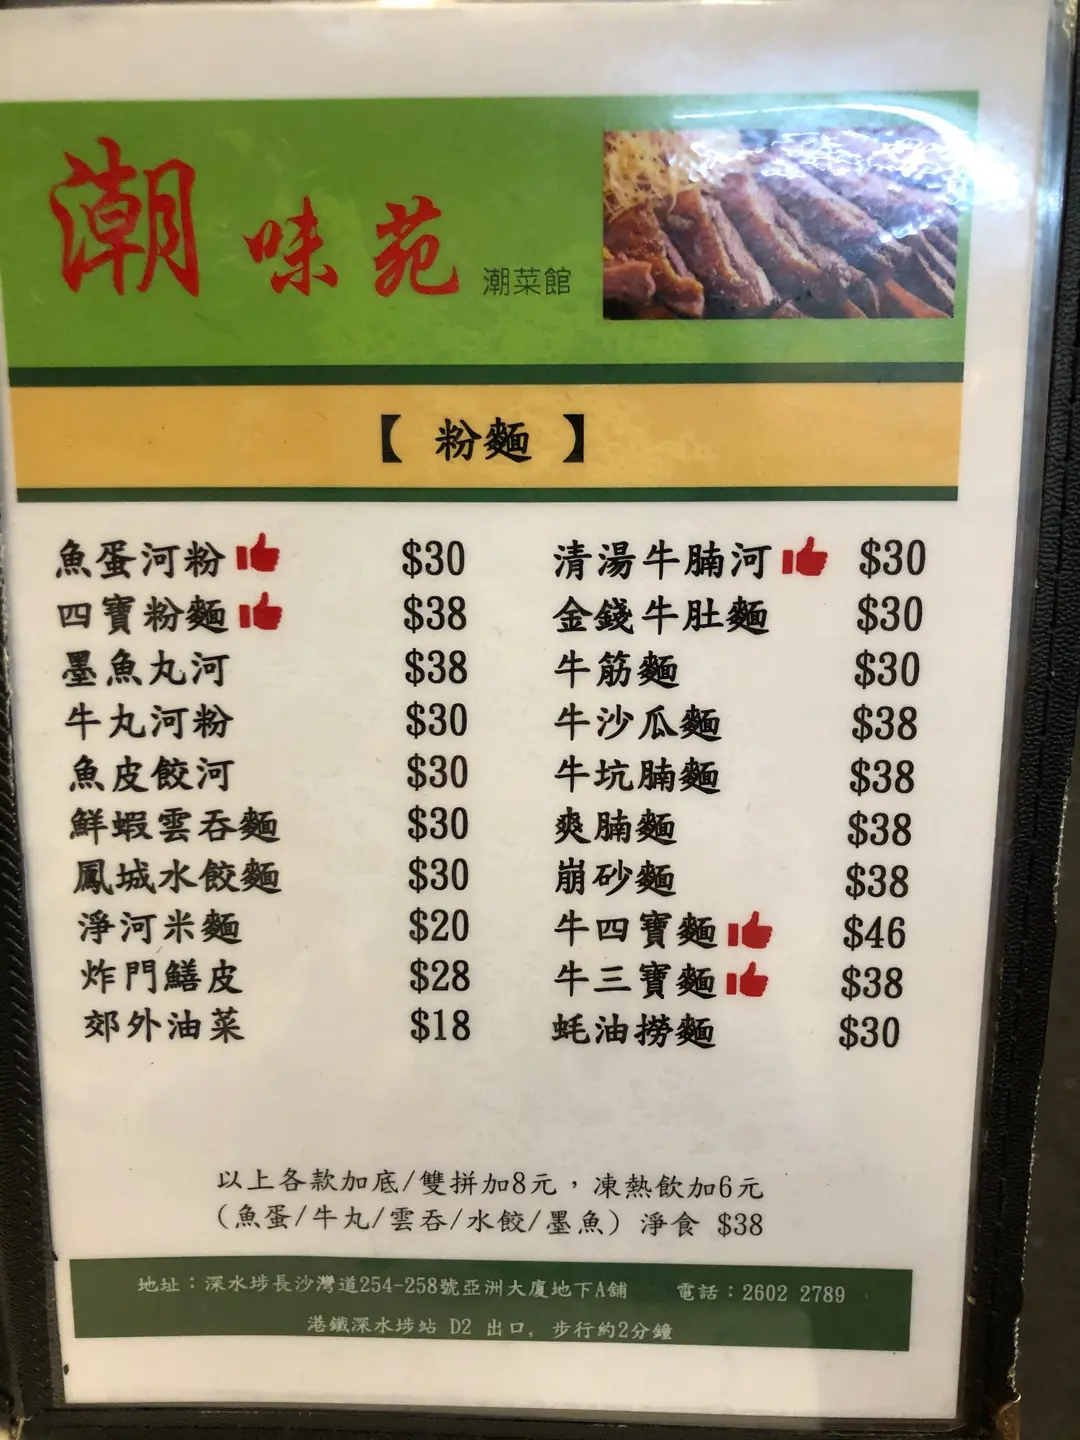 潮味苑 潮菜館
【 粉麵 】
魚蛋河粉 $30 清湯牛腩河 $30
四寶粉麵 $38 金錢牛肚麵 $30
墨魚丸河 $38 牛筋麵 $30
牛丸河粉 $30 牛沙瓜麵 $38
魚皮餃河 $30 牛坑腩麵 $38
鮮蝦雲吞麵 $30 爽腩麵 $38
鳳城水餃麵 $30 崩砂麵 $38
淨河米麵 $20 牛四寶麵 $46
炸門鱔皮 $28 牛三寶麵 $38
郊外油菜 $18 蚝油撈麵 $30
以上各款加底/雙拼加8元，凍熱飲加6元
（魚蛋/牛丸/雲吞/水餃/墨魚）淨食 $38
地址：深水埗長沙灣道254-258號亞洲大廈地下A舖 電話：2602 2789
港鐵深水埗站 D2 出口, 步行約2分鐘